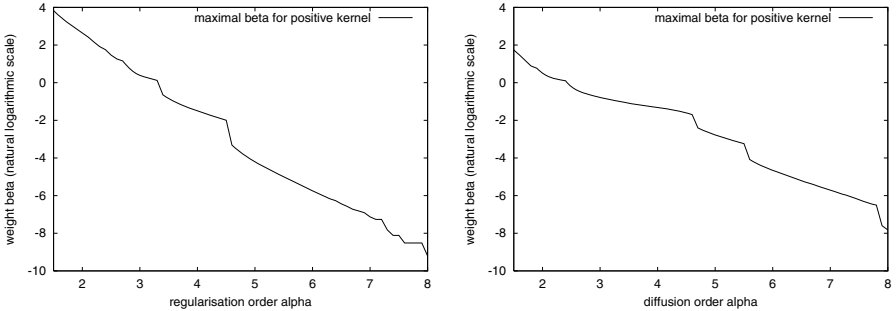 maximal beta for positive kernel
weight beta (natural logarithmic scale)
4
2
0
-2
-4
-6
-8
-10
2 3 4 5 6 7 8
regularisation order alpha
maximal beta for positive kernel
weight beta (natural logarithmic scale)
4
2
0
-2
-4
-6
-8
-10
2 3 4 5 6 7 8
diffusion order alpha